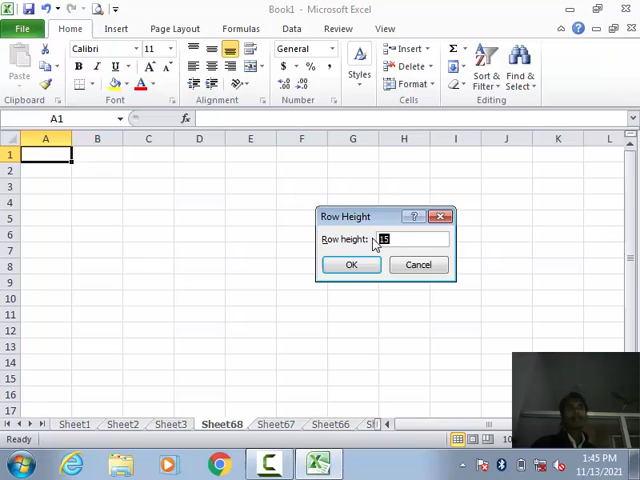 Book1 - Microsoft Excel
File Home Insert Page Layout Formulas Data Review View
Paste Calibri 11 General Styles Insert Delete Format Sort & Filter Find & Select
B I U A $ % ,
Clipboard Font Alignment Number Cells Editing
A1 fx
A B C D E F G H I J K L
1
2
3
4
5
6
7
8
9
10
11
12
13
14
15
16
17
Row Height
Row height: 15
OK Cancel
Sheet1 Sheet2 Sheet3 Sheet68 Sheet67 Sheet66
Ready
1:45 PM
11/13/2021